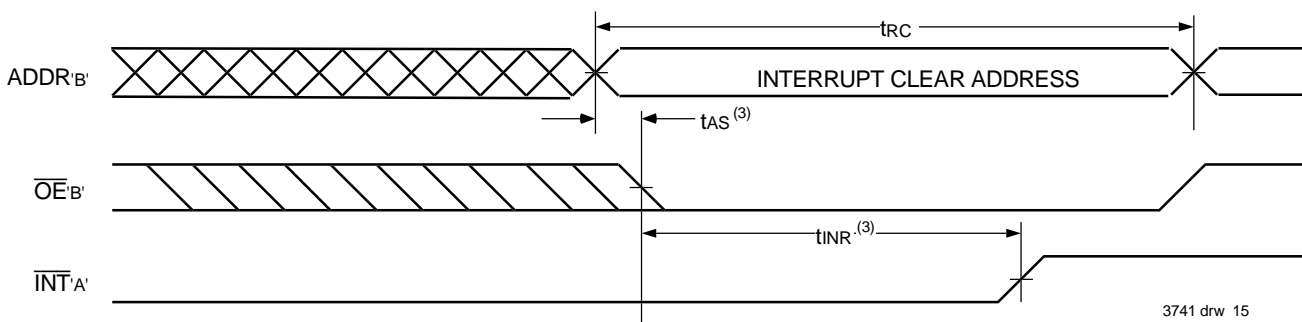 tRC
ADDR'B'
INTERRUPT CLEAR ADDRESS
tAS (3)
OE'B'
tINR (3)
INT'A'
3741 drw 15